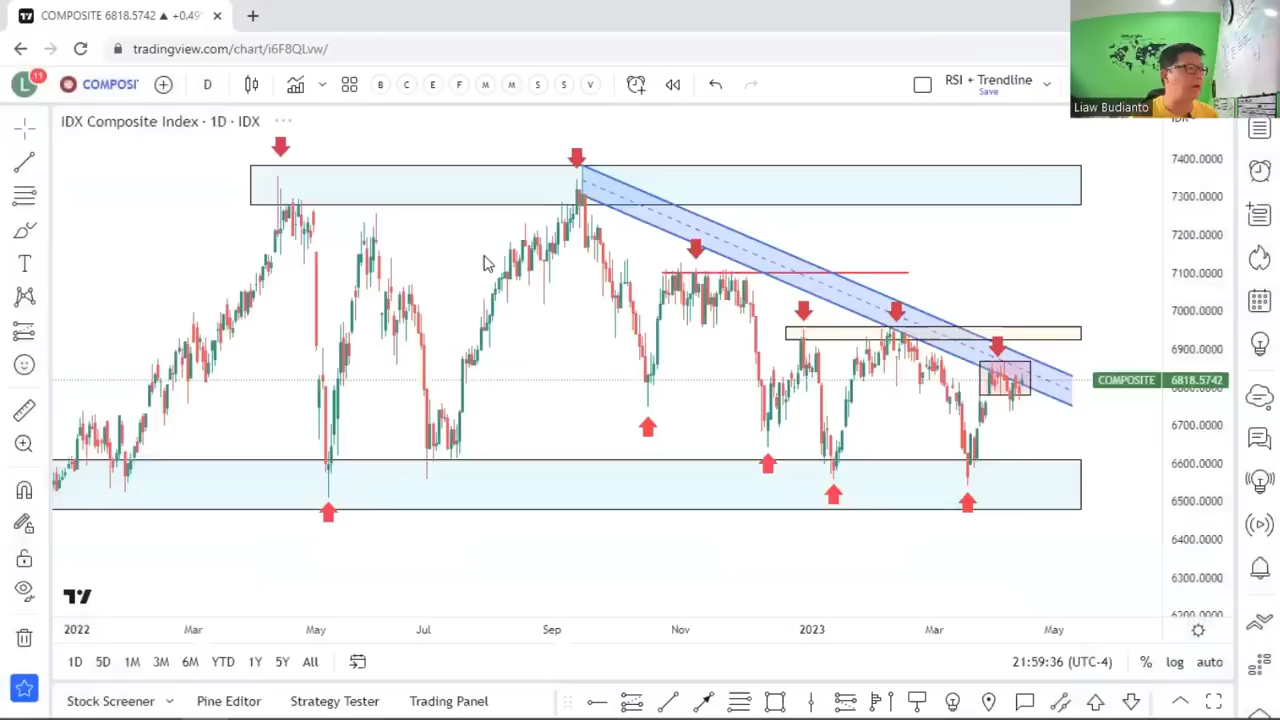 COMPOSITE 6818.5742 ▲ +0.49
tradingview.com/chart/i6F8QLvw/
L
11
COMPOSI
D
B C E F M M S S V
RSI + Trendline
Save
Liaw Budianto
IDX Composite Index · 1D · IDX
7400.0000
7300.0000
7200.0000
7100.0000
7000.0000
6900.0000
COMPOSITE 6818.5742
6700.0000
6600.0000
6500.0000
6400.0000
6300.0000
6200.0000
2022 Mar May Jul Sep Nov 2023 Mar May
1D 5D 1M 3M 6M YTD 1Y 5Y All
21:59:36 (UTC-4) % log auto
Stock Screener Pine Editor Strategy Tester Trading Panel